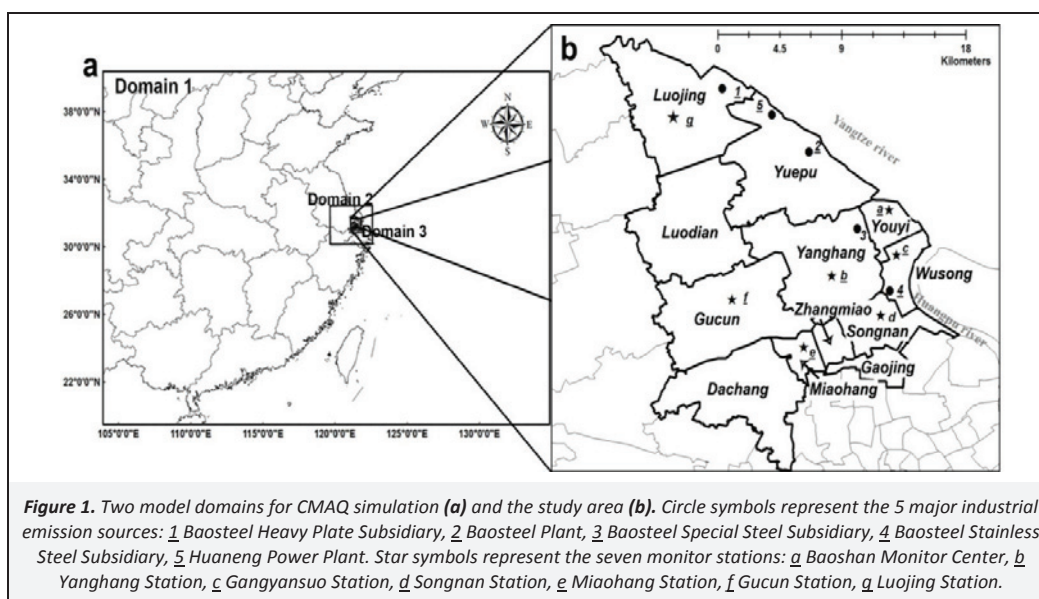 a
Domain 1
N
W E
S
38°0'0"N
34°0'0"N
30°0'0"N
26°0'0"N
22°0'0"N
Domain 2
Domain 3
105°0'0"E 110°0'0"E 115°0'0"E 120°0'0"E 125°0'0"E 130°0'0"E
b
0 4.5 9 18
Kilometers
Luojing
1
5
g
Yangtze river
2
Yuepu
a
Youyi
Luodian
3
Yanghang
c
b
Wusong
4
f
Gucun
Zhangmiao
d
Songnan
Huangpu river
e
Gaojing
Dachang
Miaohang
Figure 1. Two model domains for CMAQ simulation (a) and the study area (b). Circle symbols represent the 5 major industrial
emission sources: 1 Baosteel Heavy Plate Subsidiary, 2 Baosteel Plant, 3 Baosteel Special Steel Subsidiary, 4 Baosteel Stainless
Steel Subsidiary, 5 Huaneng Power Plant. Star symbols represent the seven monitor stations: a Baoshan Monitor Center, b
Yanghang Station, c Gangyansuo Station, d Songnan Station, e Miaohang Station, f Gucun Station, g Luojing Station.